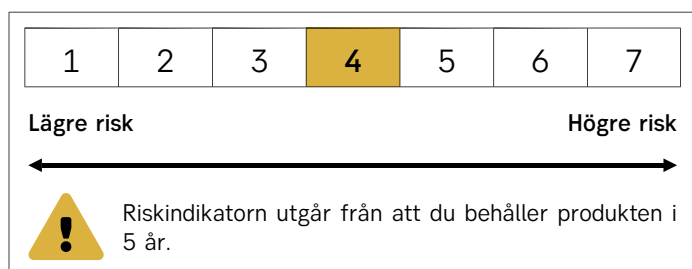 1 2 3 4 5 6 7
Lägre risk Högre risk
Riskindikatorn utgår från att du behåller produkten i
5 år.